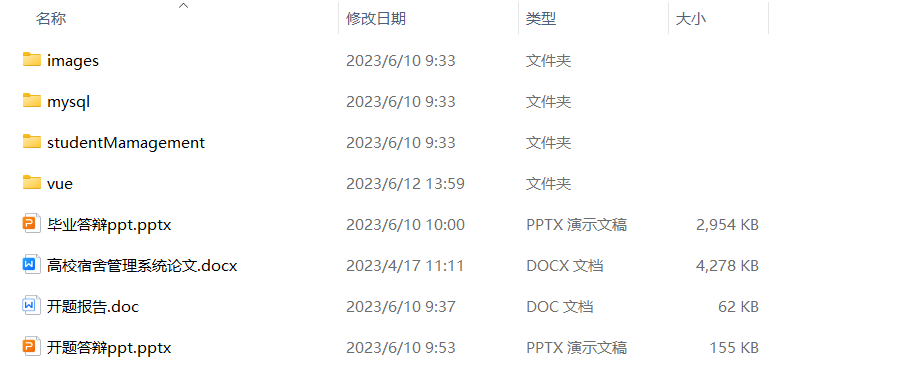 名称 修改日期 类型 大小
images 2023/6/10 9:33 文件夹
mysql 2023/6/10 9:33 文件夹
studentMamagement 2023/6/10 9:33 文件夹
vue 2023/6/12 13:59 文件夹
毕业答辩ppt.pptx 2023/6/10 10:00 PPTX 演示文稿 2,954 KB
高校宿舍管理系统论文.docx 2023/4/17 11:11 DOCX 文档 4,278 KB
开题报告.doc 2023/6/10 9:37 DOC 文档 62 KB
开题答辩ppt.pptx 2023/6/10 9:53 PPTX 演示文稿 155 KB